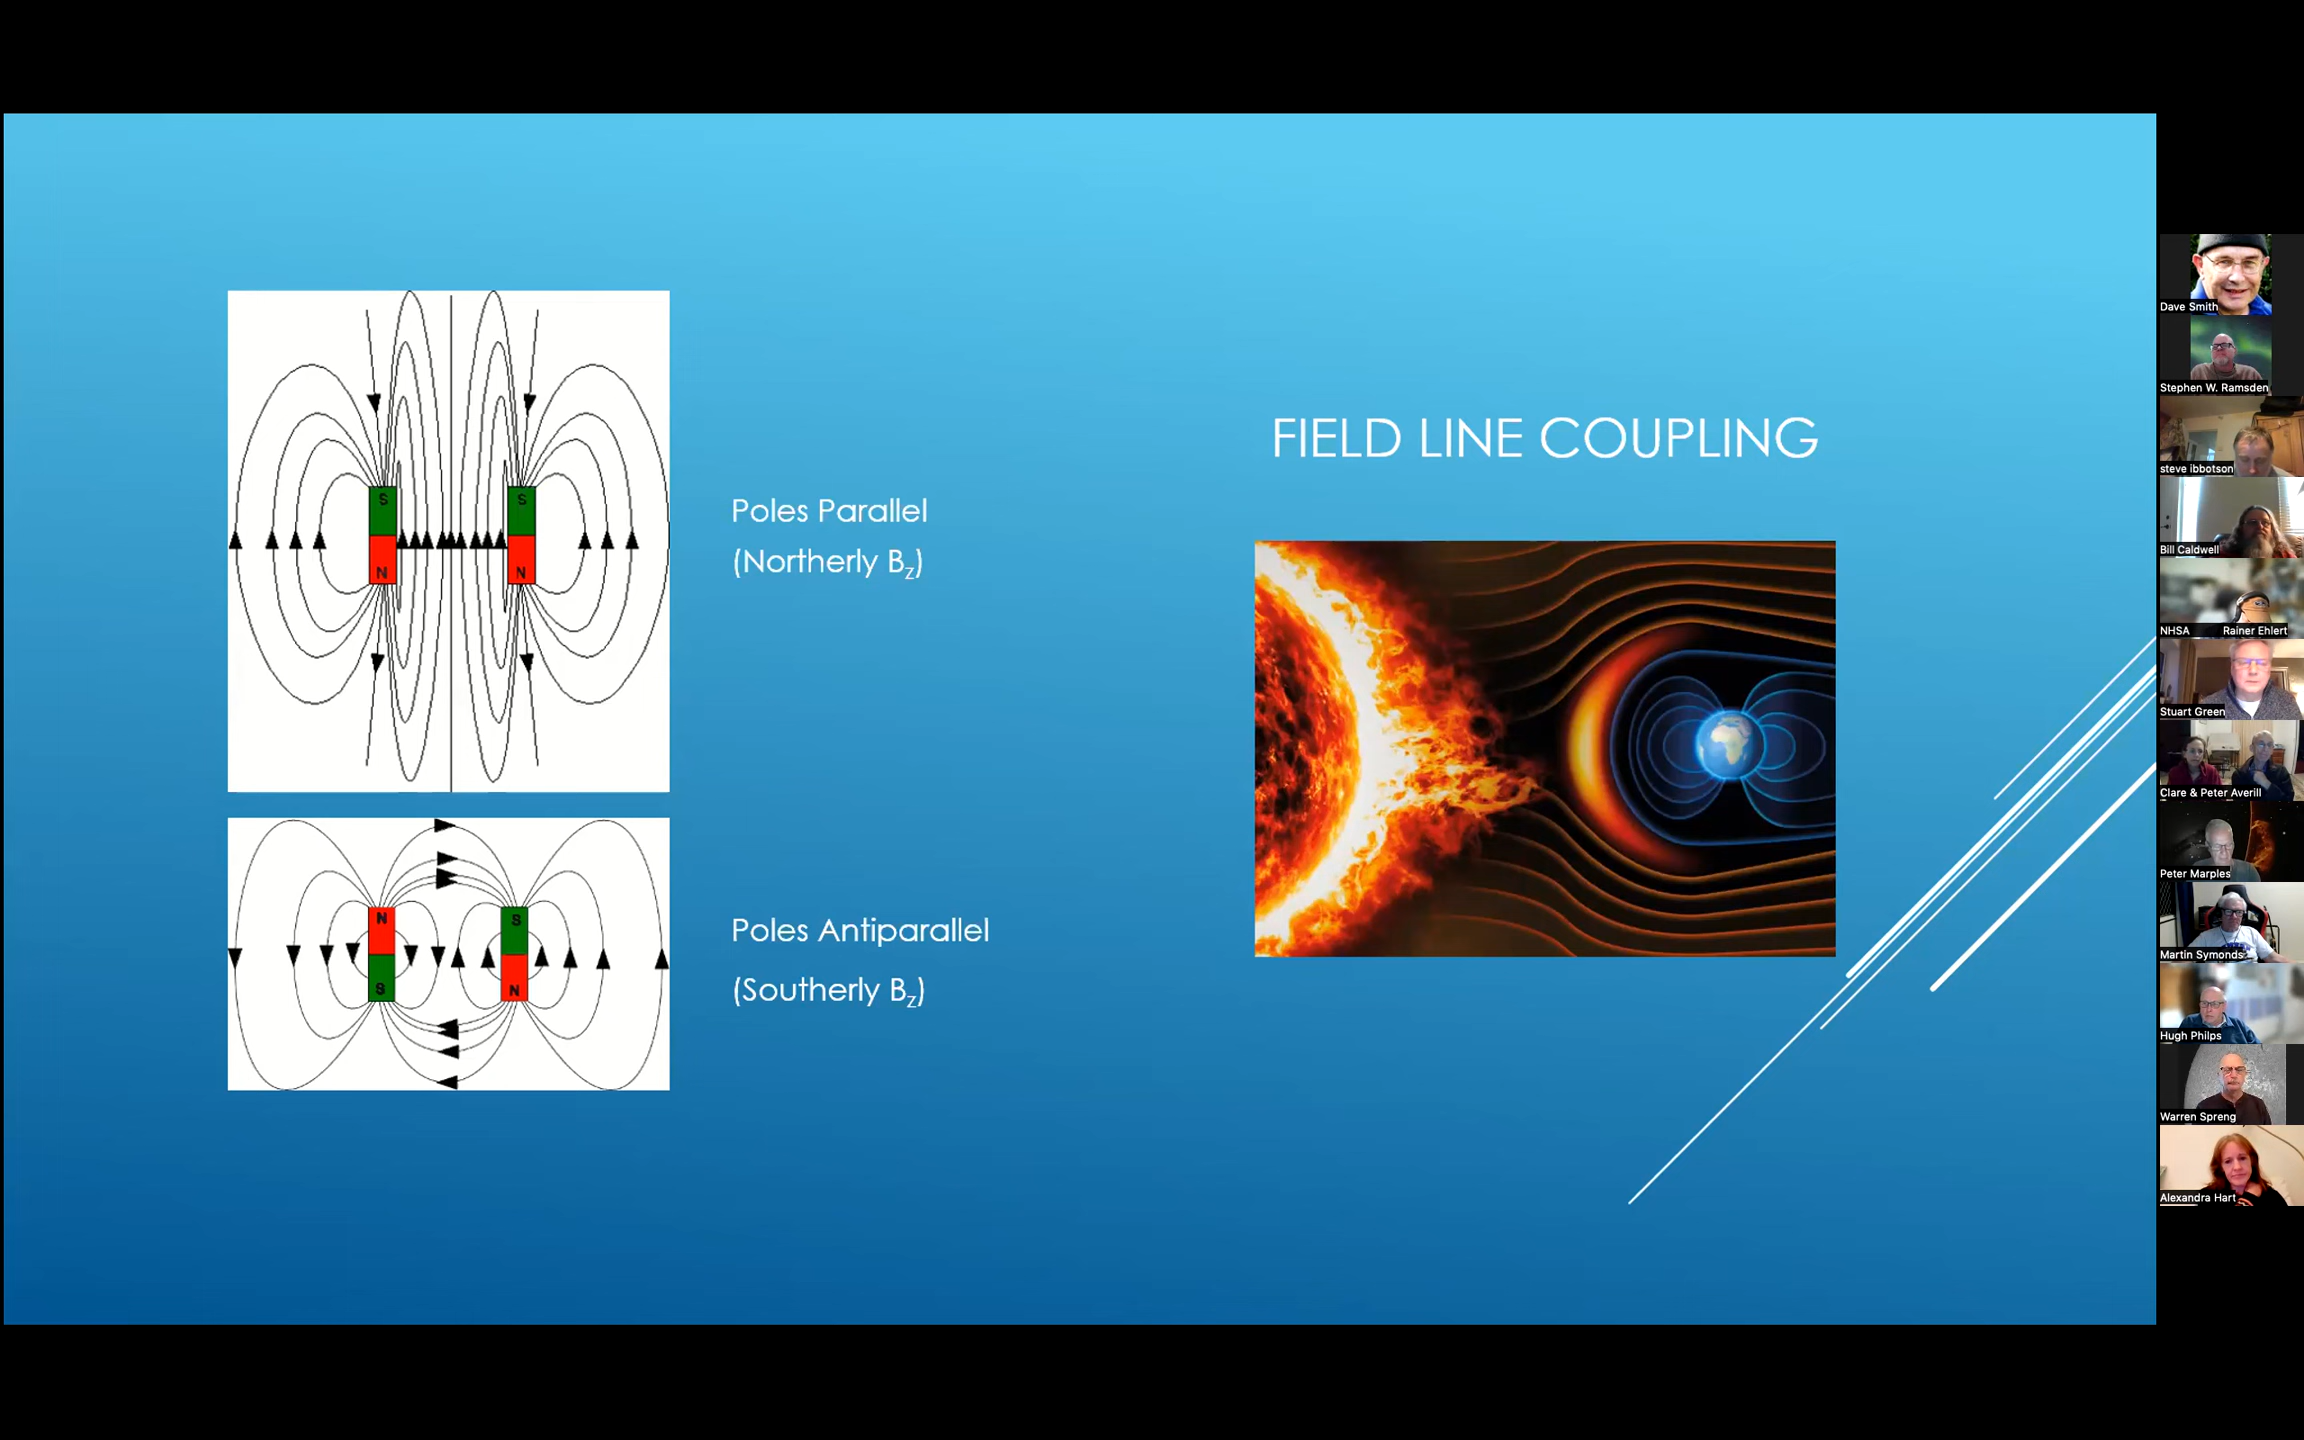 S
S
N
N
Poles Parallel
(Northerly Bz)
FIELD LINE COUPLING
N
S
S
N
Poles Antiparallel
(Southerly Bz)
Dave Smith
Stephen W. Ramsden
steve ibbotson
Bill Caldwell
NHSA Rainer Ehlert
Stuart Green
Clare & Peter Averill
Peter Marples
Martin Symonds
Hugh Philps
Warren Spreng
Alexandra Hart